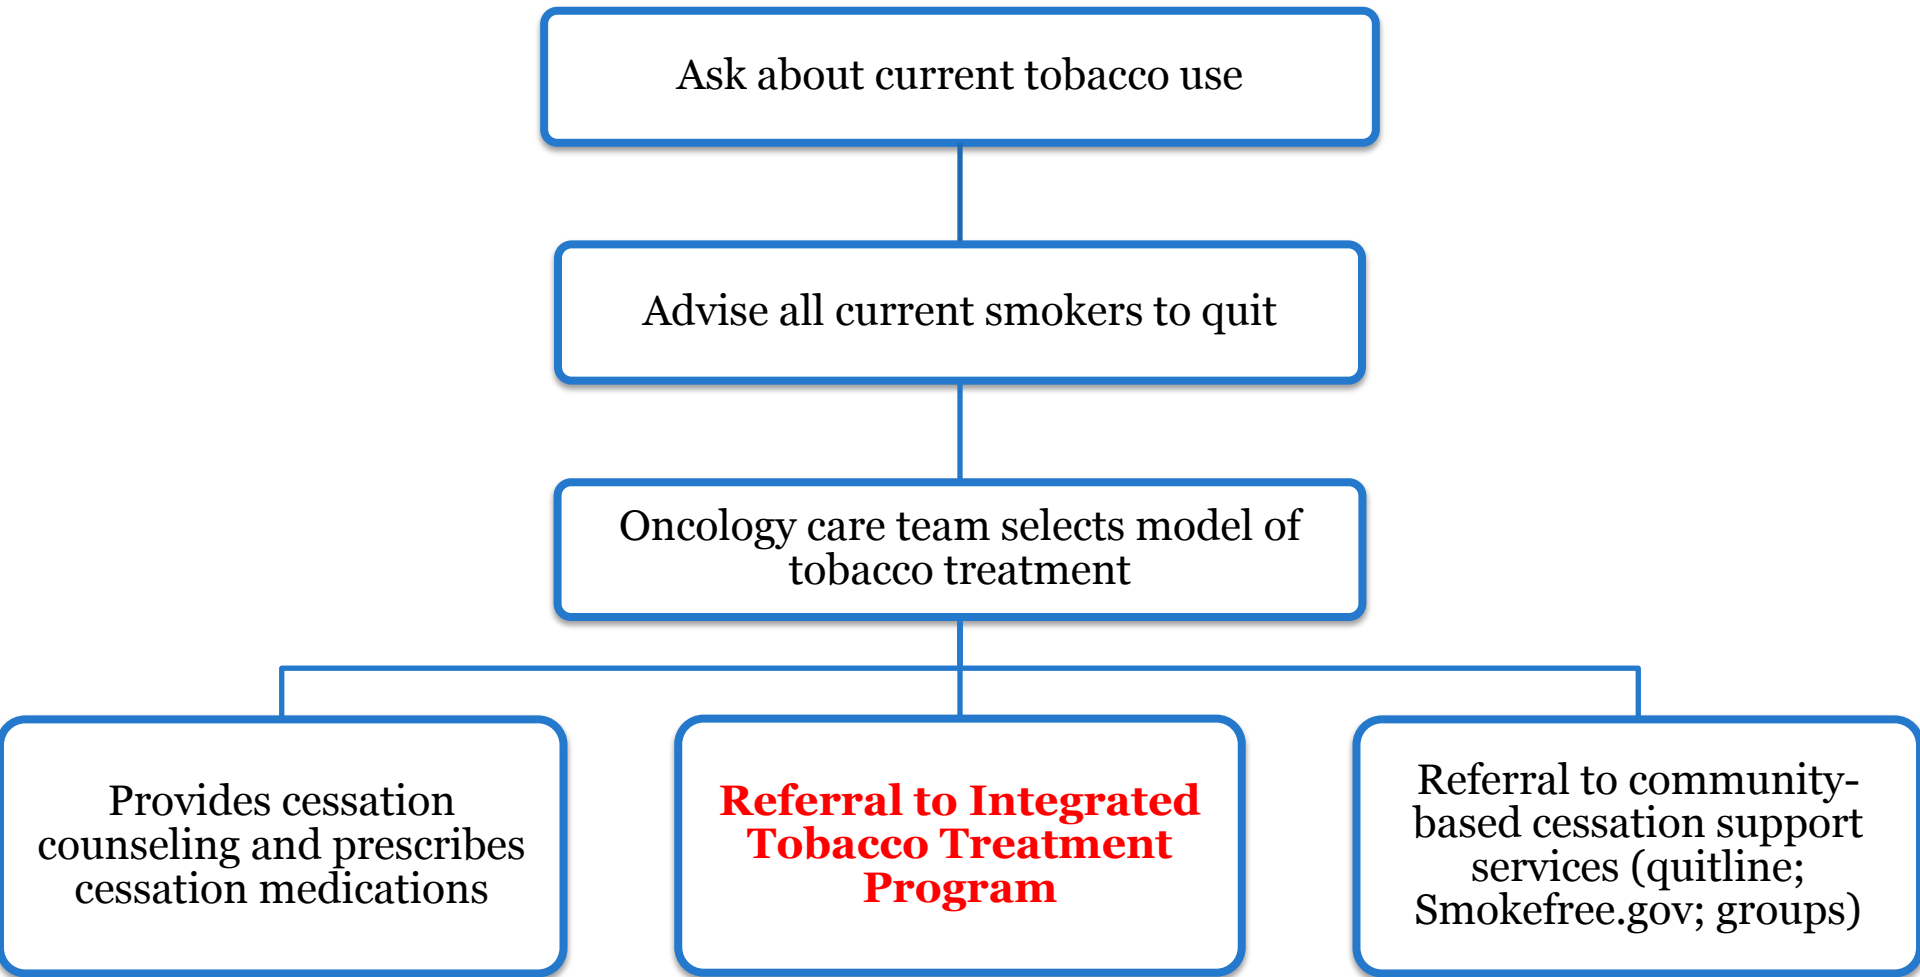 Ask about current tobacco use
Advise all current smokers to quit
Oncology care team selects model of
tobacco treatment
Provides cessation
counseling and prescribes
cessation medications
Referral to Integrated
Tobacco Treatment
Program
Referral to community-
based cessation support
services (quitline;
Smokefree.gov; groups)